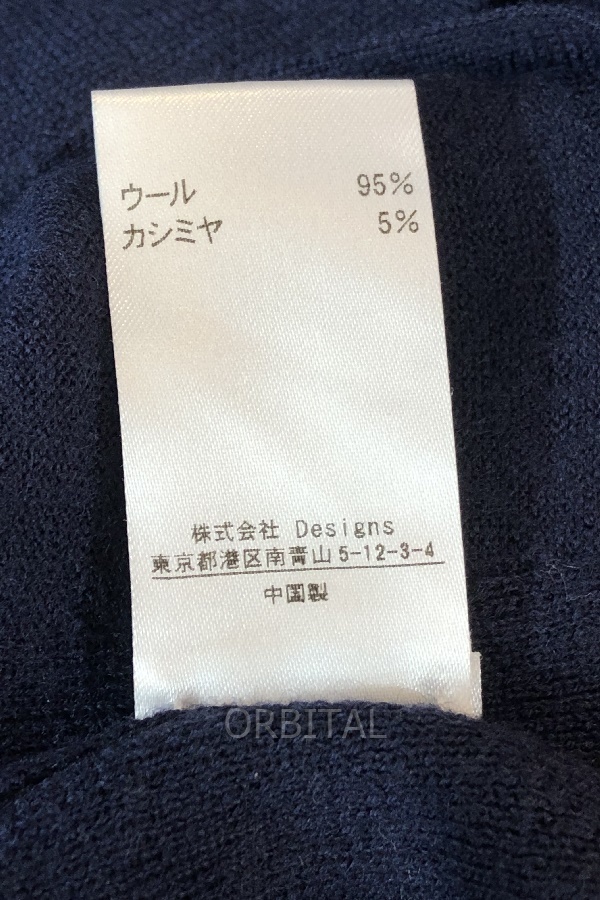 ウール 95%
カシミヤ 5%
株式会社 Designs
東京都港区南青山5-12-3-4
中国製
ORBITAL